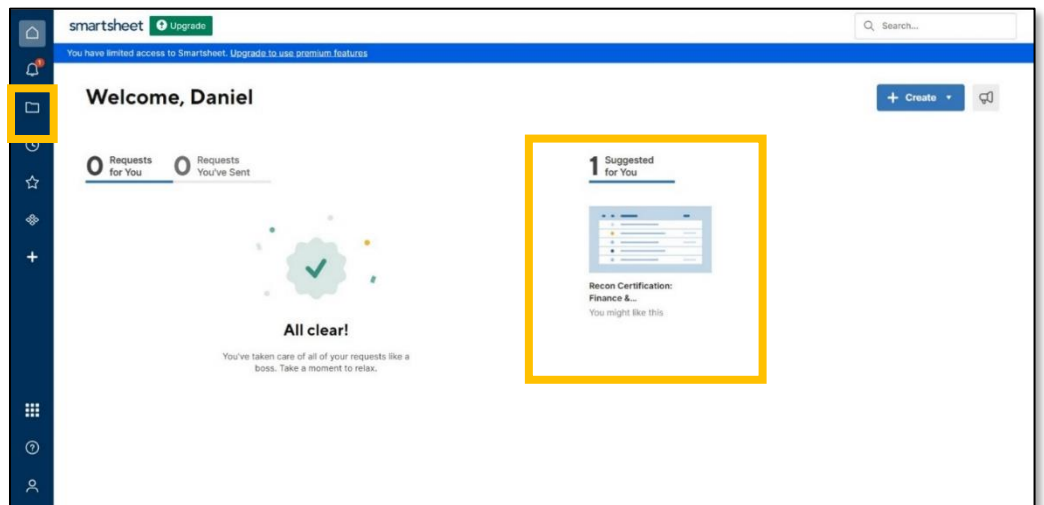 smartsheet Upgrade
Search...
You have limited access to Smartsheet. Upgrade to use premium features
1
Welcome, Daniel
+ Create
0 Requests for You
0 Requests You've Sent
1 Suggested for You
All clear!
You've taken care of all of your requests like a
boss. Take a moment to relax.
Recon Certification:
Finance &...
You might like this